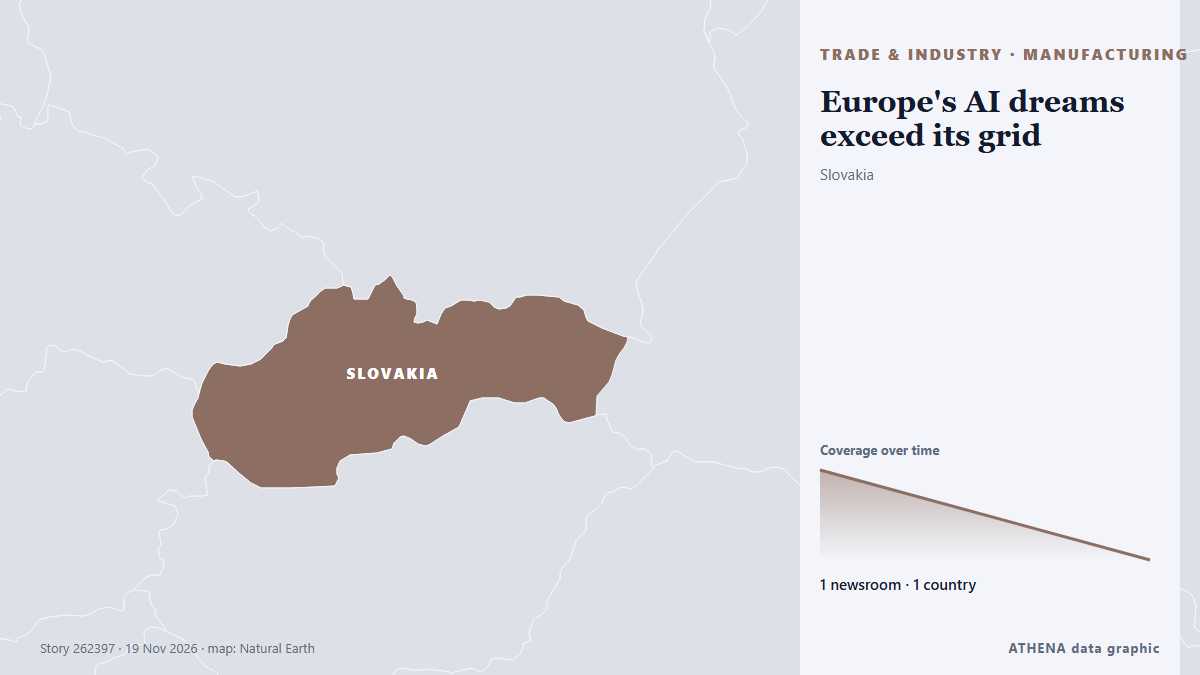 TRADE & INDUSTRY · MANUFACTURING
Europe's AI dreams
exceed its grid
Slovakia
SLOVAKIA
Coverage over time
1 newsroom · 1 country
Story 262397 · 19 Nov 2026 · map: Natural Earth
ATHENA data graphic